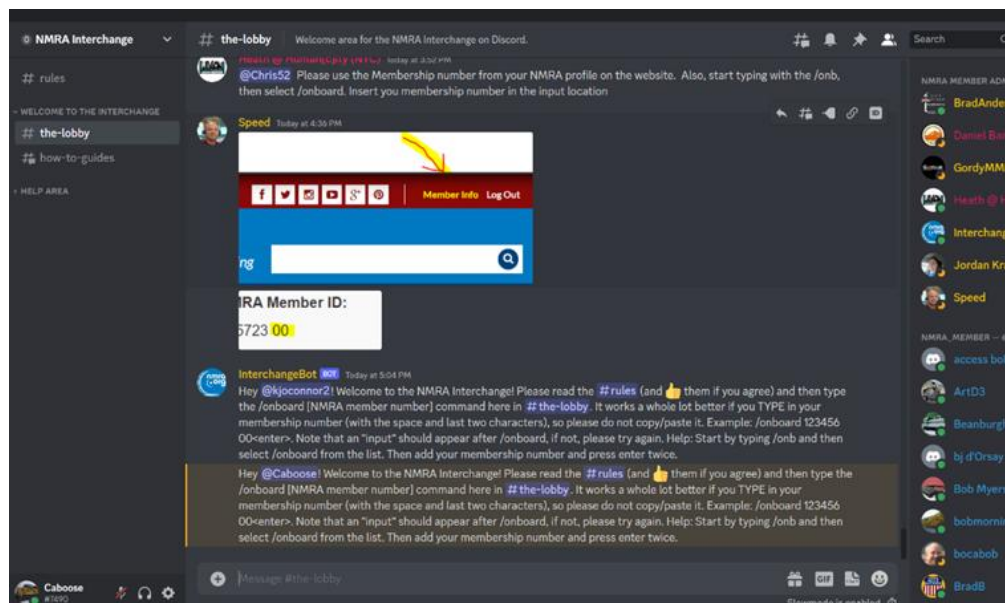 NMRA Interchange
# the-lobby
Welcome area for the NMRA Interchange on Discord.
Search
# rules
WELCOME TO THE INTERCHANGE
# the-lobby
how-to-guides
HELP AREA
Today at 3:52 PM
@Chris52 Please use the Membership number from your NMRA profile on the website. Also, start typing with the /onb,
then select /onboard. Insert you membership number in the input location
Speed Today at 4:36 PM
Member Info Log Out
ng
RA Member ID:
5723 00
InterchangeBot BOT Today at 5:04 PM
Hey @kjoconnor2! Welcome to the NMRA Interchange! Please read the # rules (and 👍 them if you agree) and then type
the /onboard [NMRA member number] command here in # the-lobby. It works a whole lot better if you TYPE in your
membership number (with the space and last two characters), so please do not copy/paste it. Example: /onboard 123456
00<enter>. Note that an "input" should appear after /onboard, if not, please try again. Help: Start by typing /onb and then
select /onboard from the list. Then add your membership number and press enter twice.
Hey @Caboose! Welcome to the NMRA Interchange! Please read the # rules (and 👍 them if you agree) and then type the
/onboard [NMRA member number] command here in # the-lobby. It works a whole lot better if you TYPE in your
membership number (with the space and last two characters), so please do not copy/paste it. Example: /onboard 123456
00<enter>. Note that an "input" should appear after /onboard, if not, please try again. Help: Start by typing /onb and then
select /onboard from the list. Then add your membership number and press enter twice.
Message #the-lobby
GIF
Caboose
#7490
NMRA MEMBER ADM
BradAnde
Daniel Ba
GordyMM
Heath @ H
Interchang
Jordan Kr
Speed
NMRA_MEMBER
access bo
ArtD3
Beanburgl
bj d'Orsay
Bob Myers
bobmornin
bocabob
BradB